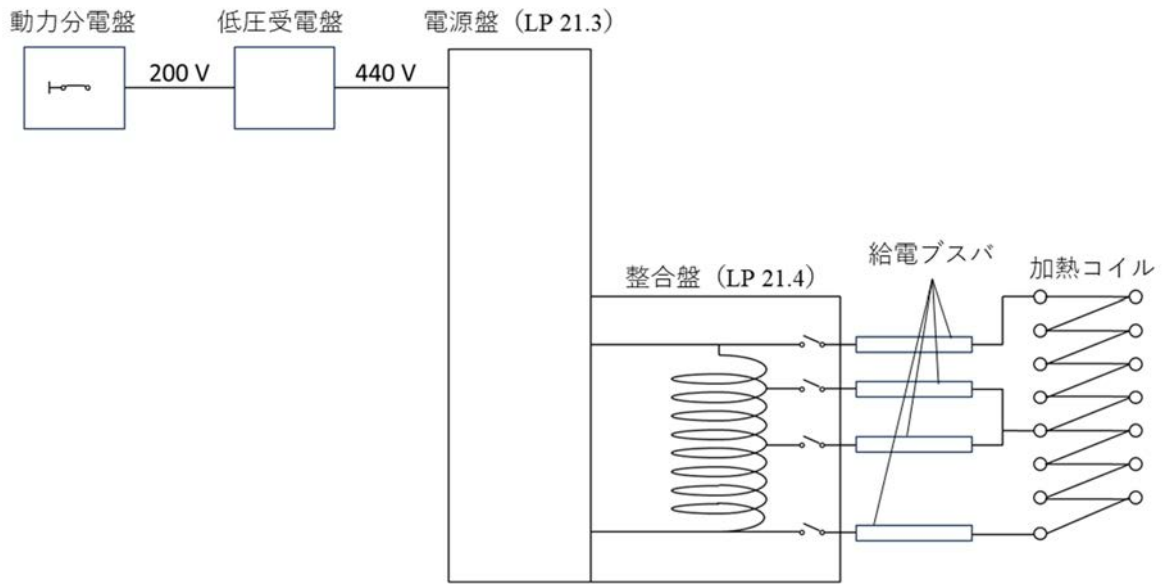 動力分電盤
低圧受電盤
電源盤（LP 21.3）
200 V
440 V
整合盤（LP 21.4）
給電ブスバ
加熱コイル